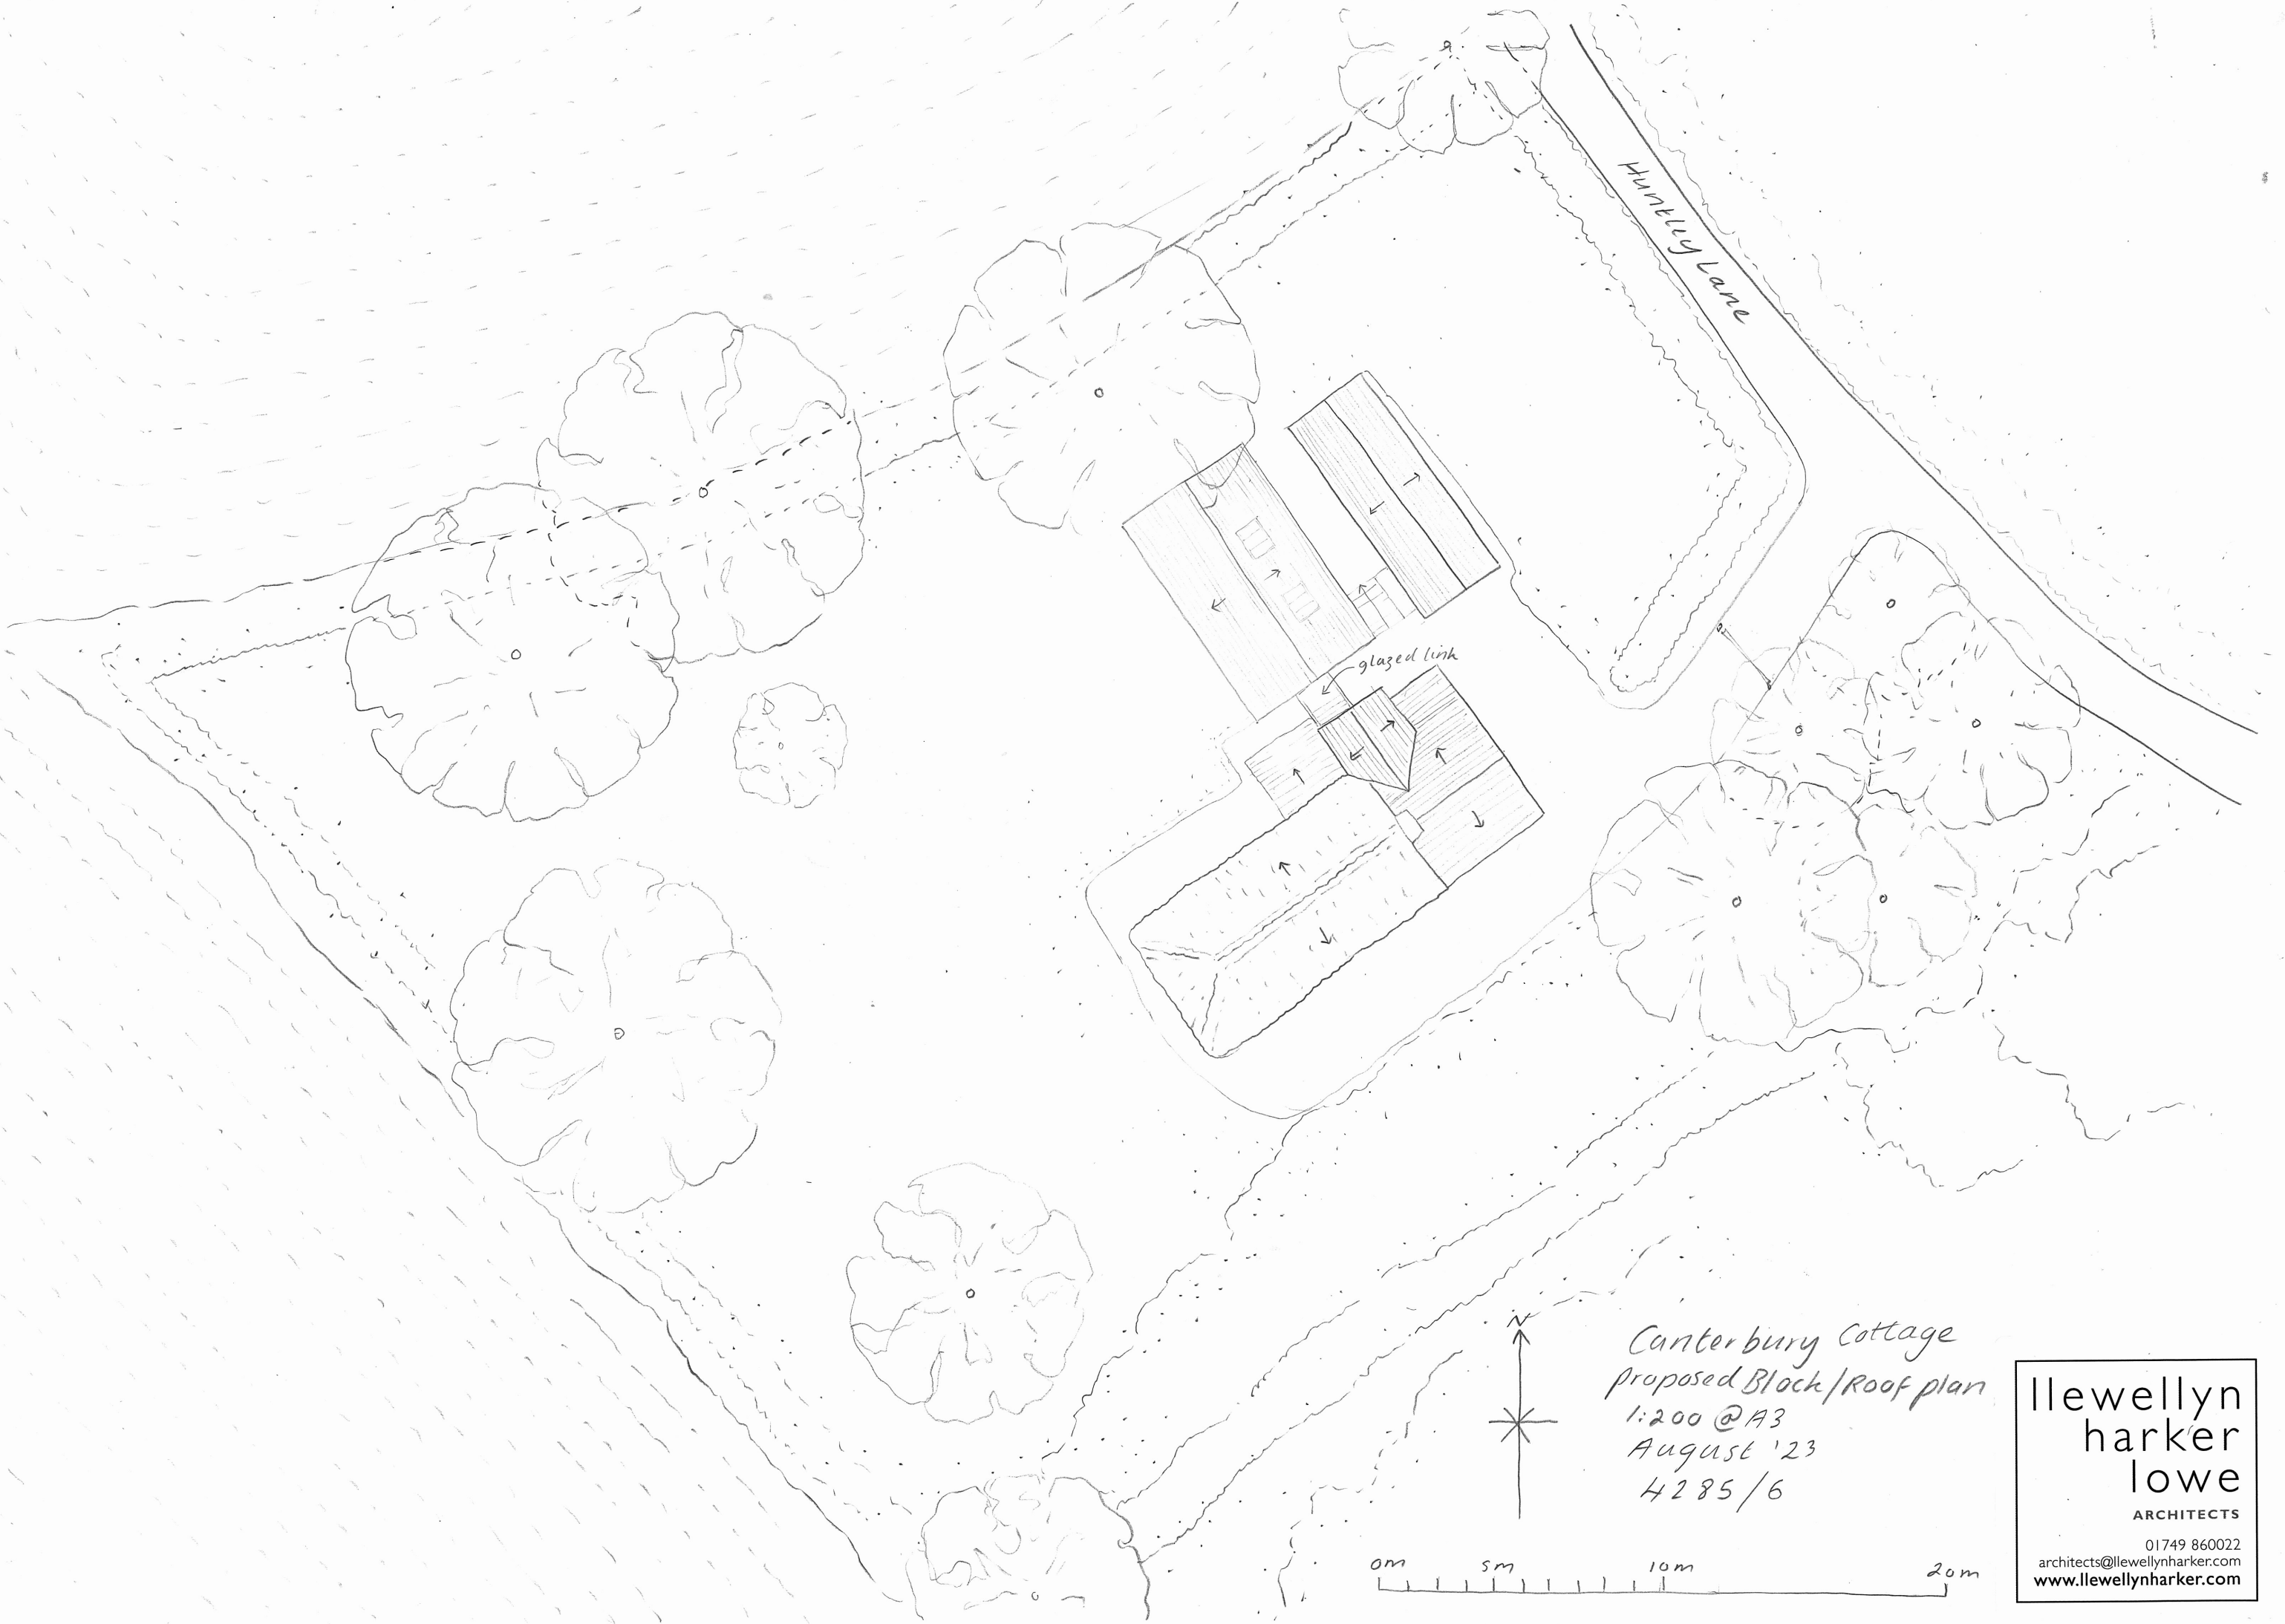 Huntley Lane
glazed link
N
Canterbury Cottage
Proposed Block/Roof plan
1:200 @ A3
August '23
4285/6
0m 5m 10m 20m
llewellyn
harker
lowe
ARCHITECTS
01749 860022
architects@llewellynharker.com
www.llewellynharker.com